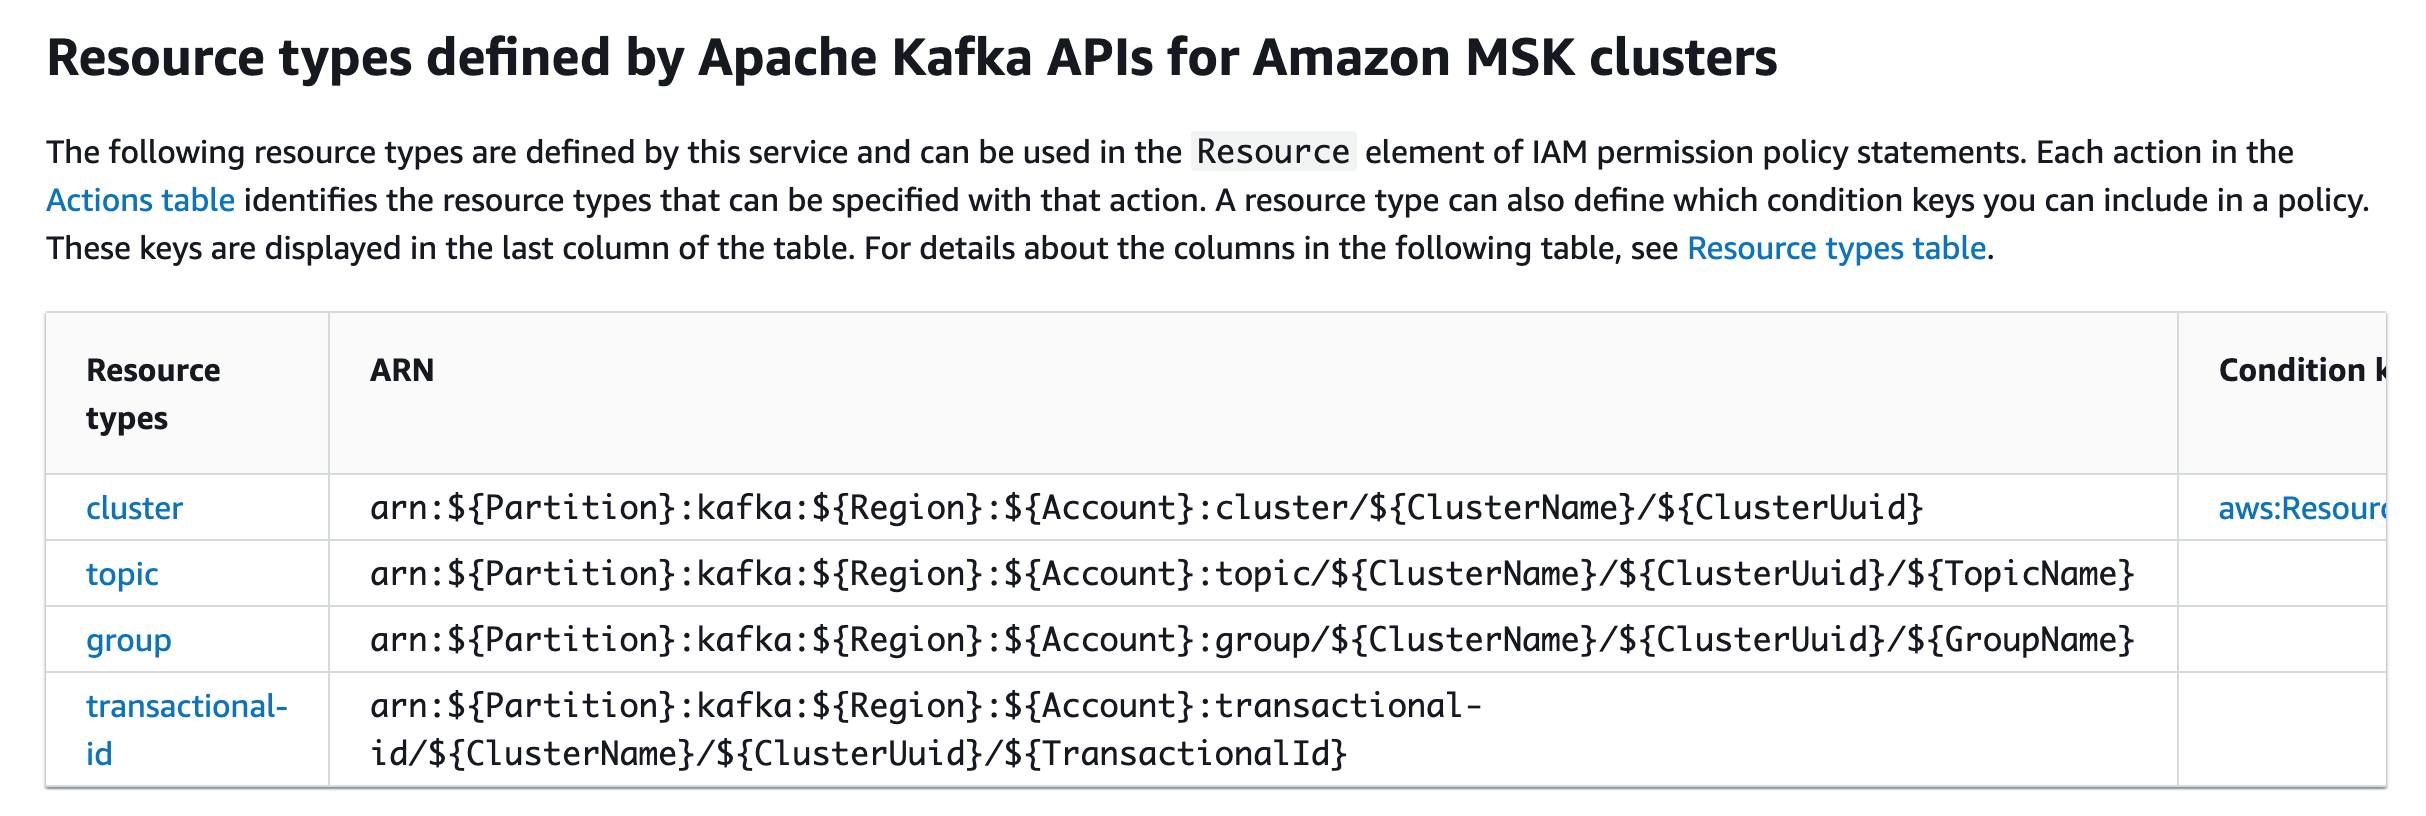 Resource types defined by Apache Kafka APIs for Amazon MSK clusters
The following resource types are defined by this service and can be used in the Resource element of IAM permission policy statements. Each action in the
Actions table identifies the resource types that can be specified with that action. A resource type can also define which condition keys you can include in a policy.
These keys are displayed in the last column of the table. For details about the columns in the following table, see Resource types table.
Resource
types
ARN
Condition
cluster
arn:${Partition}:kafka:${Region}:${Account}:cluster/${ClusterName}/${ClusterUuid}
aws:Resour
topic
arn:${Partition}:kafka:${Region}:${Account}:topic/${ClusterName}/${ClusterUuid}/${TopicName}
group
arn:${Partition}:kafka:${Region}:${Account}:group/${ClusterName}/${ClusterUuid}/${GroupName}
transactional-
id
arn:${Partition}:kafka:${Region}:${Account}:transactional-
id/${ClusterName}/${ClusterUuid}/${TransactionalId}